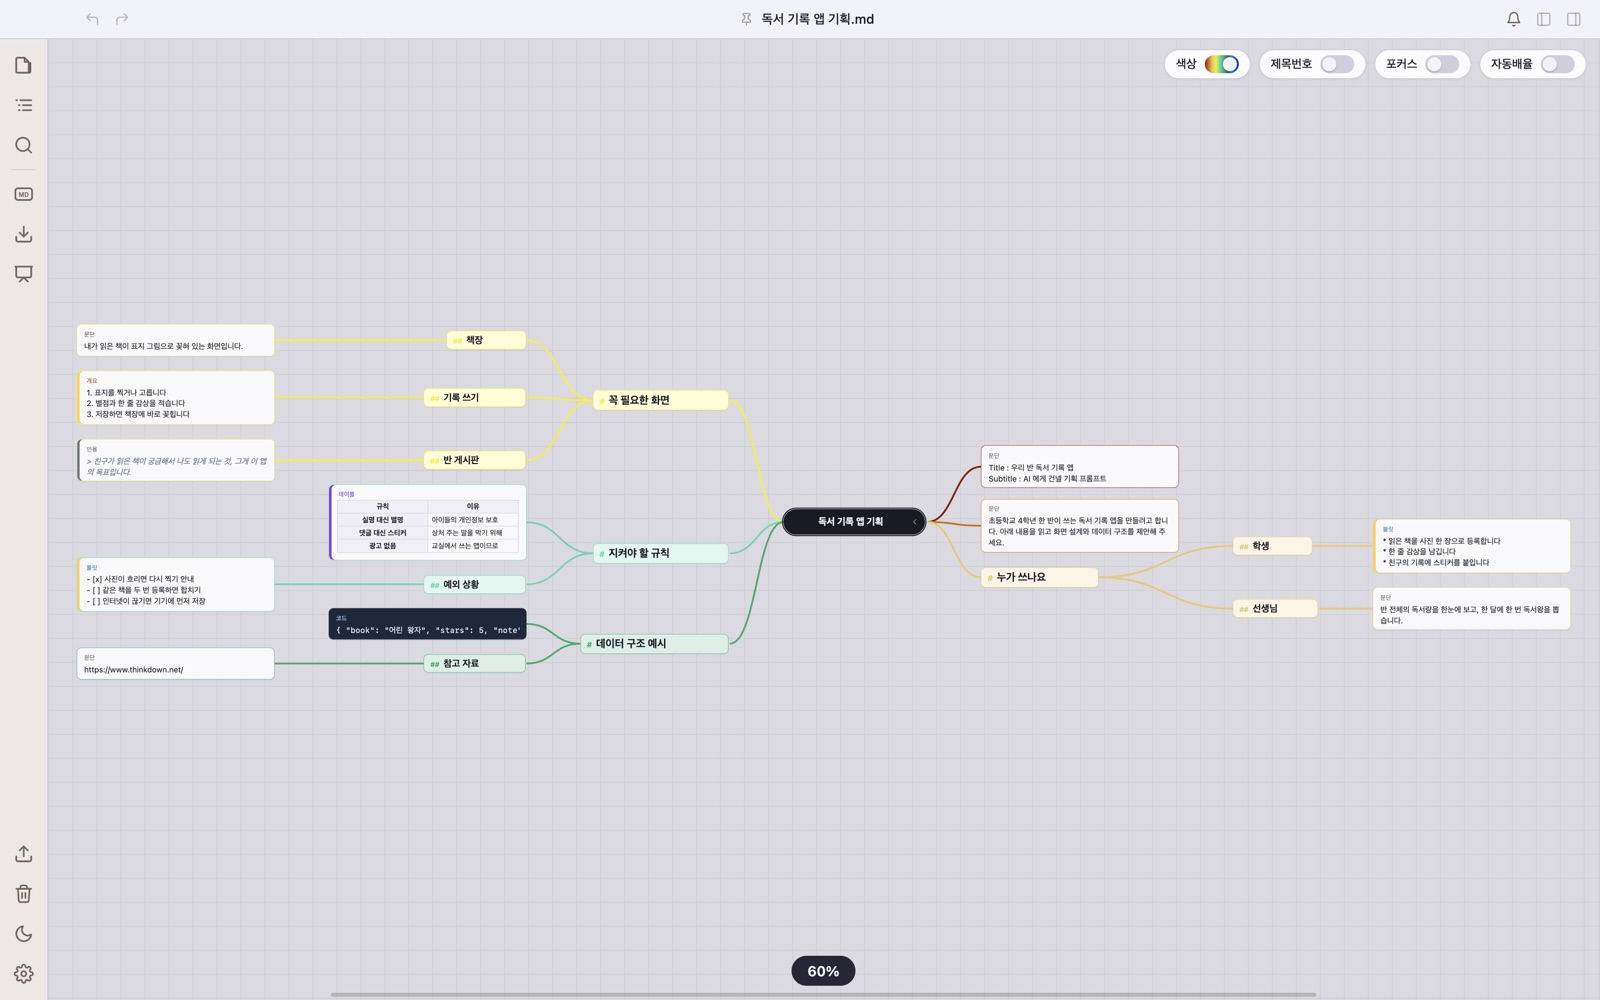 독서 기록 앱 기획.md
색상
제목번호
포커스
자동배율
MD
문단
내가 읽은 책이 표지 그림으로 꽂혀 있는 화면입니다.
## 책장
개요
1. 표지를 찍거나 고릅니다
2. 별점과 한 줄 감상을 적습니다
3. 저장하면 책장에 바로 꽂힙니다
## 기록 쓰기
# 꼭 필요한 화면
인용
> 친구가 읽은 책이 궁금해서 나도 읽게 되는 것, 그게 이 앱
의 목표입니다.
## 반 게시판
테이블
규칙 이유
실명 대신 별명 아이들의 개인정보 보호
댓글 대신 스티커 상처 주는 말을 막기 위해
광고 없음 교실에서 쓰는 앱이므로
# 지켜야 할 규칙
불릿
- [x] 사진이 흐리면 다시 찍기 안내
- [ ] 같은 책을 두 번 등록하면 합치기
- [ ] 인터넷이 끊기면 기기에 먼저 저장
## 예외 상황
코드
{ "book": "어린 왕자", "stars": 5, "note"
# 데이터 구조 예시
문단
https://www.thinkdown.net/
## 참고 자료
독서 기록 앱 기획
문단
Title : 우리 반 독서 기록 앱
Subtitle : AI 에게 건넬 기획 프롬프트
문단
초등학교 4학년 한 반이 쓰는 독서 기록 앱을 만들려고 합니
다. 아래 내용을 읽고 화면 설계와 데이터 구조를 제안해 주
세요.
# 누가 쓰나요
## 학생
불릿
* 읽은 책을 사진 한 장으로 등록합니다
* 한 줄 감상을 남깁니다
* 친구의 기록에 스티커를 붙입니다
## 선생님
문단
반 전체의 독서량을 한눈에 보고, 한 달에 한 번 독서왕을 뽑
습니다.
60%